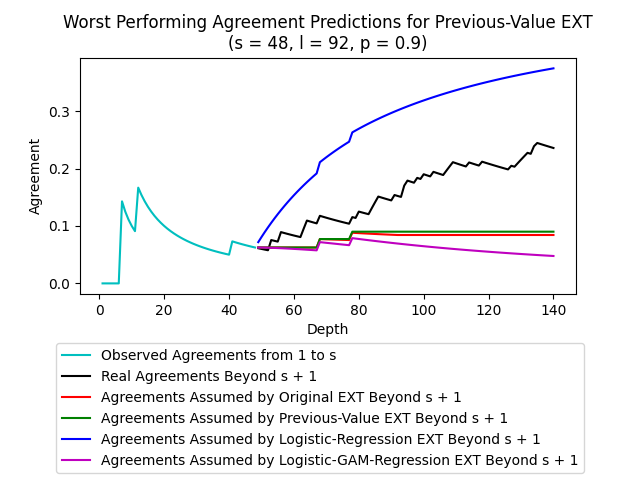 Worst Performing Agreement Predictions for Previous-Value EXT
(s = 48, l = 92, p = 0.9)
Agreement
0.3
0.2
0.1
0.0
0 20 40 60 80 100 120 140
Depth
Observed Agreements from 1 to s
Real Agreements Beyond s + 1
Agreements Assumed by Original EXT Beyond s + 1
Agreements Assumed by Previous-Value EXT Beyond s + 1
Agreements Assumed by Logistic-Regression EXT Beyond s + 1
Agreements Assumed by Logistic-GAM-Regression EXT Beyond s + 1